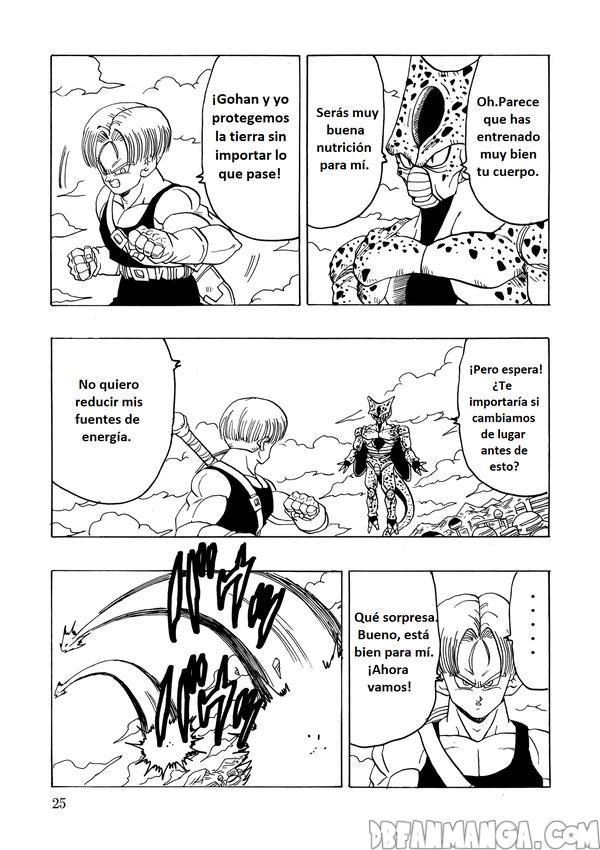 Oh.Parece
que has
entrenado
muy bien
tu cuerpo.
Serás muy
buena
nutrición
para mí.
¡Gohan y yo
protegemos
la tierra sin
importar lo
que pase!
¡Pero espera!
¿Te
importaría si
cambiamos
de lugar
antes de
esto?
No quiero
reducir mis
fuentes de
energía.
......
Qué sorpresa.
Bueno, está
bien para mí.
¡Ahora
vamos!
25
DBFANMANGA.COM